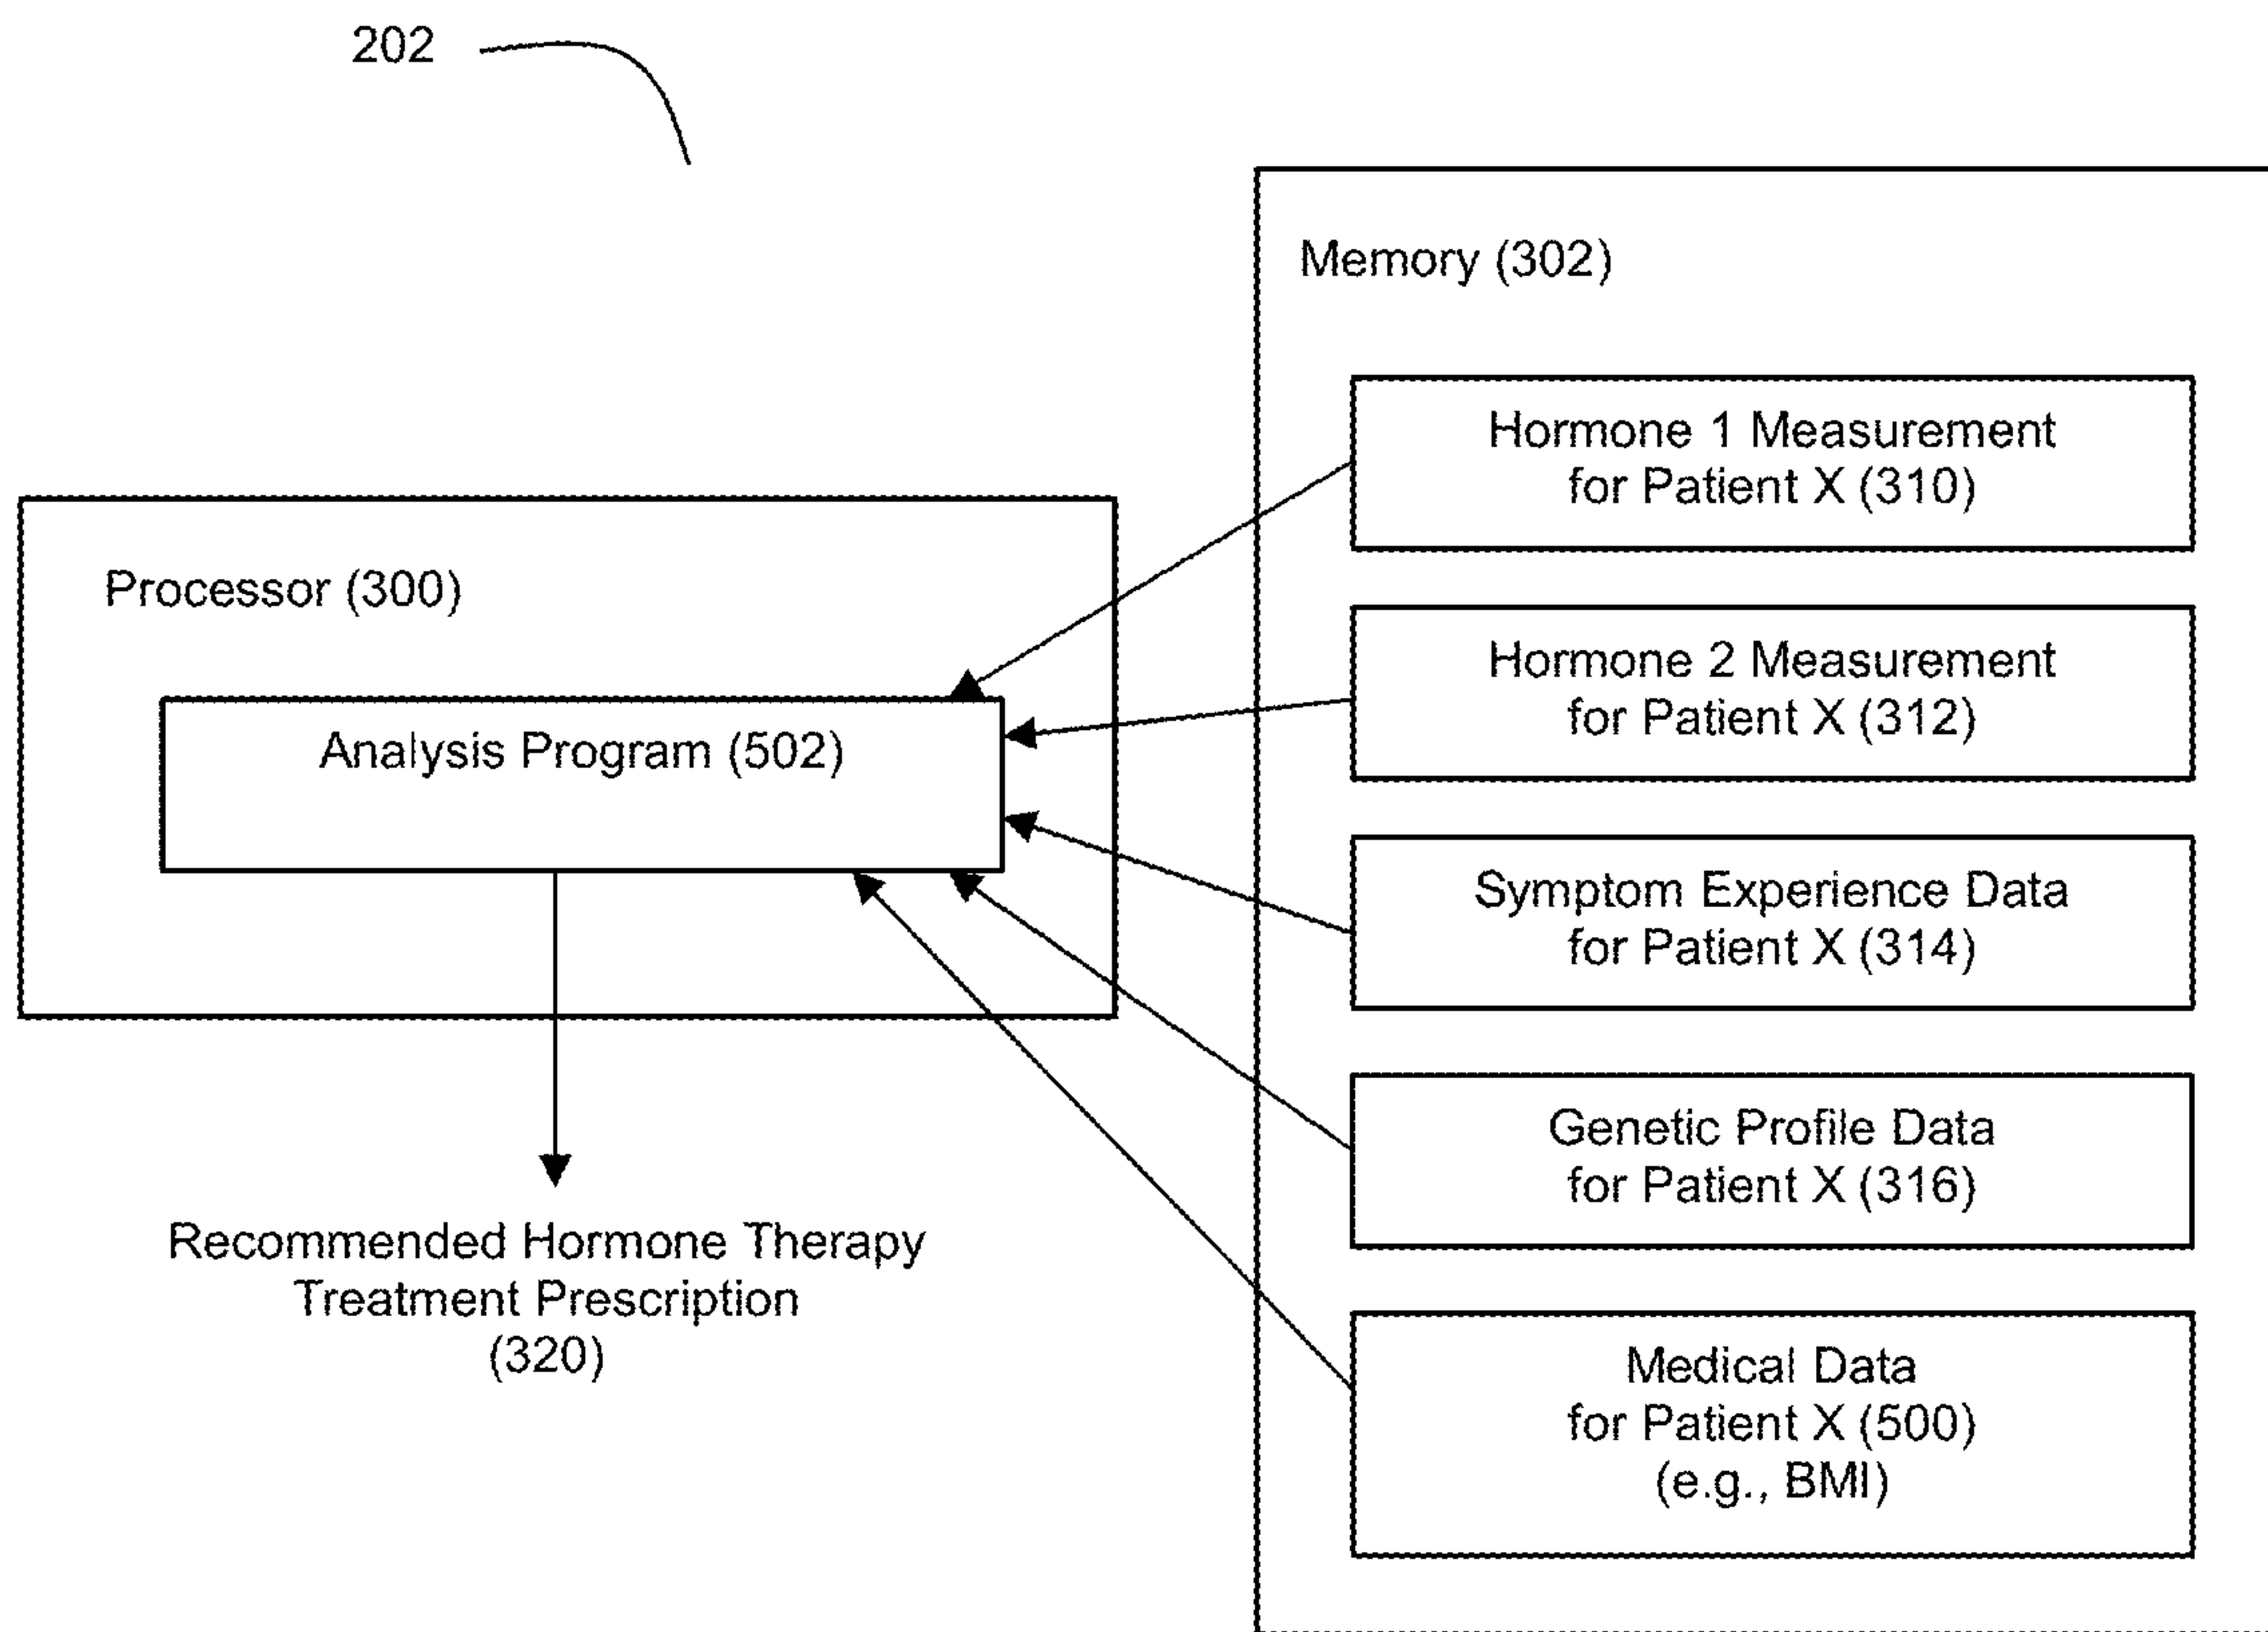 202
Memory (302)
Hormone 1 Measurement
for Patient X (310)
Processor (300)
Hormone 2 Measurement
for Patient X (312)
Analysis Program (502)
Symptom Experience Data
for Patient X (314)
Genetic Profile Data
for Patient X (316)
Recommended Hormone Therapy
Treatment Prescription
(320)
Medical Data
for Patient X (500)
(e.g., BMI)